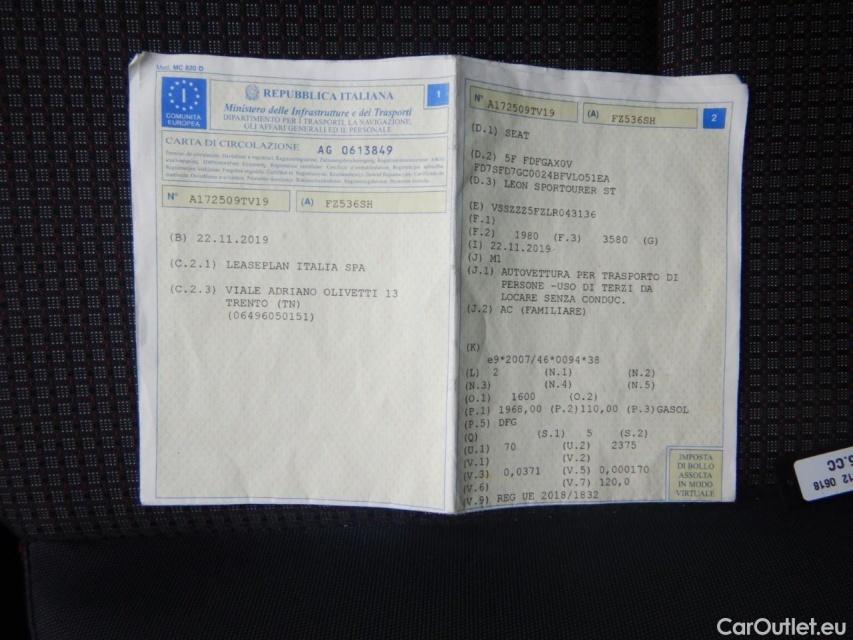 Mod. MC 820 D
COMUNITÀ
EUROPEA
REPUBBLICA ITALIANA
1
Ministero delle Infrastrutture e dei Trasporti
DIPARTIMENTO PER I TRASPORTI, LA NAVIGAZIONE,
GLI AFFARI GENERALI ED IL PERSONALE
CARTA DI CIRCOLAZIONE AG 0613849
N° A172509TV19 (A) FZ536SH
(B) 22.11.2019
(C.2.1) LEASEPLAN ITALIA SPA
(C.2.3) VIALE ADRIANO OLIVETTI 13
TRENTO (TN)
(06496050151)
N° A172509TV19 (A) FZ536SH 2
(D.1) SEAT
(D.2) 5F FDFGAX0V
FD7SFD7GC0024BFVLO51EA
(D.3) LEON SPORTOURER ST
(E) VSSZZZ5FZLR043136
(F.1)
(F.2) 1980 (F.3) 3580 (G)
(I) 22.11.2019
(J) M1
(J.1) AUTOVETTURA PER TRASPORTO DI
PERSONE -USO DI TERZI DA
LOCARE SENZA CONDUC.
(J.2) AC (FAMILIARE)
(K)
e9*2007/46*0094*38
(L) 2 (N.1) (N.2)
(N.3) (N.4) (N.5)
(O.1) 1600 (O.2)
(P.1) 1968,00 (P.2)110,00 (P.3)GASOL
(P.5) DFG
(Q) (S.1) 5 (S.2)
(U.1) 70 (U.2) 2375
(V.1) (V.2)
(V.3) 0,0371 (V.5) 0,000170
(V.6) (V.7) 120,0
(V.9) REG UE 2018/1832
IMPOSTA
DI BOLLO
ASSOLTA
IN MODO
VIRTUALE
CarOutlet.eu